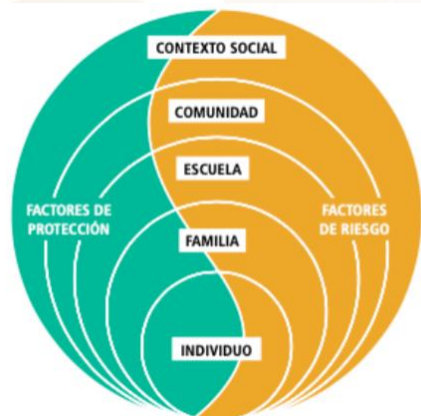 CONTEXTO SOCIAL
COMUNIDAD
ESCUELA
FACTORES DE
PROTECCIÓN
FACTORES
DE RIESGO
FAMILIA
INDIVIDUO